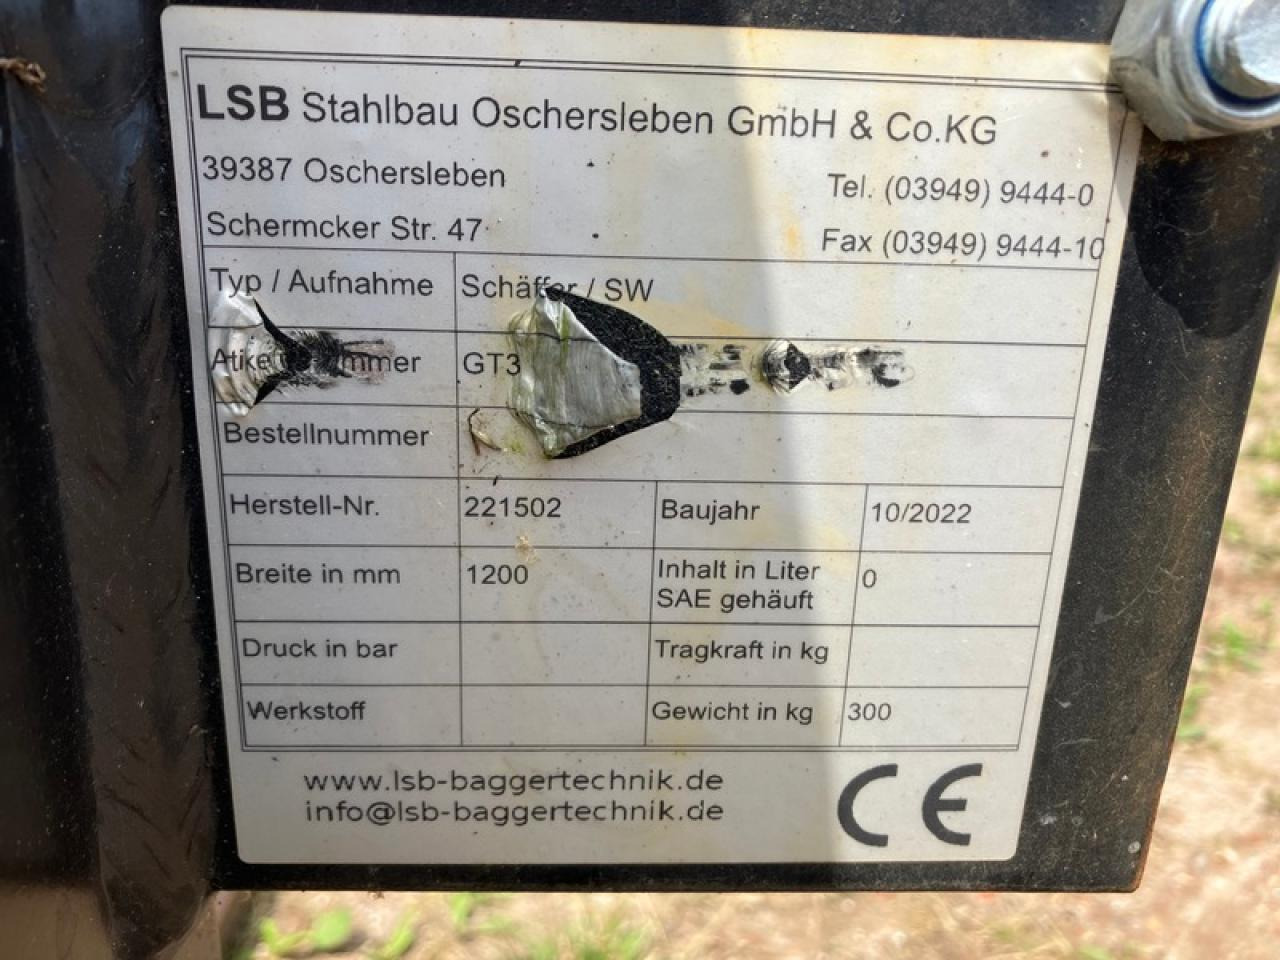 LSB Stahlbau Oschersleben GmbH & Co.KG
39387 Oschersleben
Tel. (03949) 9444-0
Schermcker Str. 47
Fax (03949) 9444-10
Typ / Aufnahme Schäffer / SW
GT3
Bestellnummer
Herstell-Nr. 221502 Baujahr 10/2022
Breite in mm 1200 Inhalt in Liter SAE gehäuft 0
Druck in bar Tragkraft in kg
Werkstoff Gewicht in kg 300
www.lsb-baggertechnik.de
info@lsb-baggertechnik.de
CE